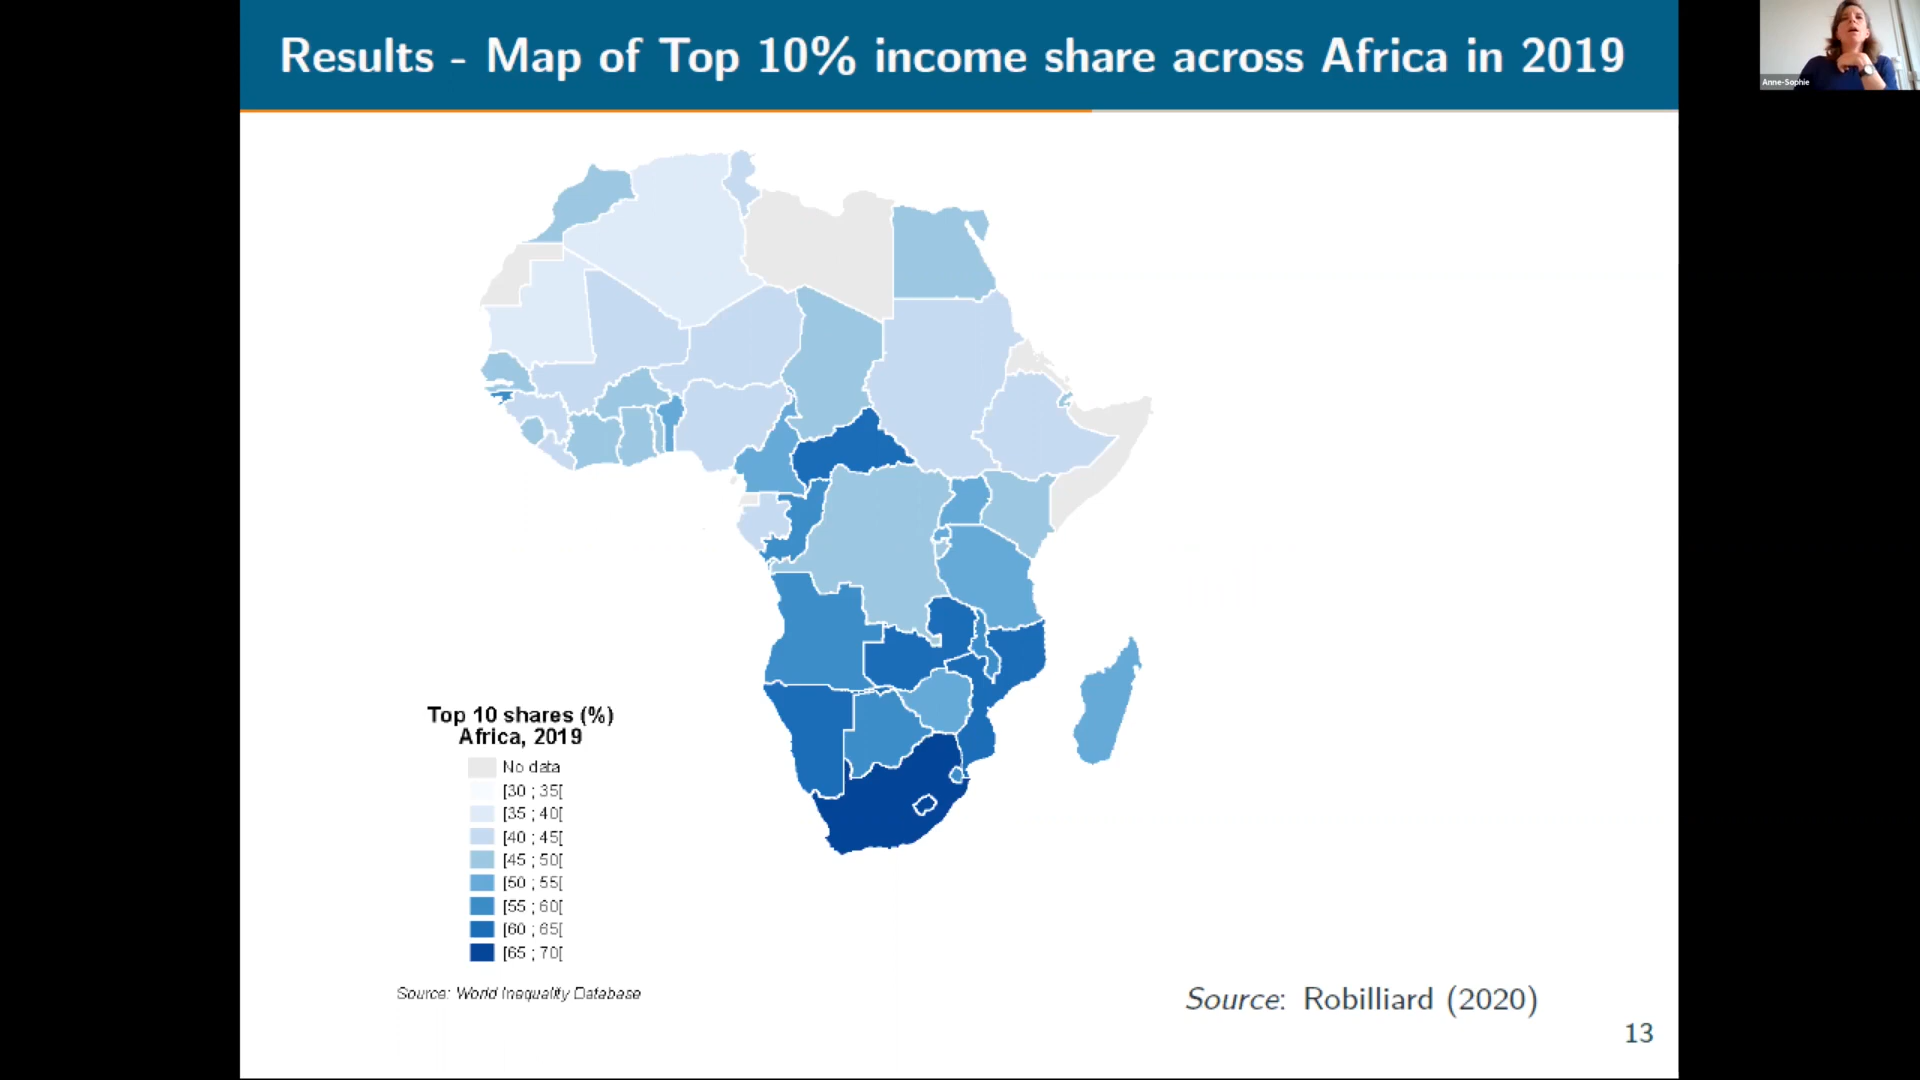 Results - Map of Top 10% income share across Africa in 2019
Anne-Sophie
Top 10 shares (%)
Africa, 2019
No data
[30 ; 35[
[35 ; 40[
[40 ; 45[
[45 ; 50[
[50 ; 55[
[55 ; 60[
[60 ; 65[
[65 ; 70[
Source: World Inequality Database
Source: Robilliard (2020)
13